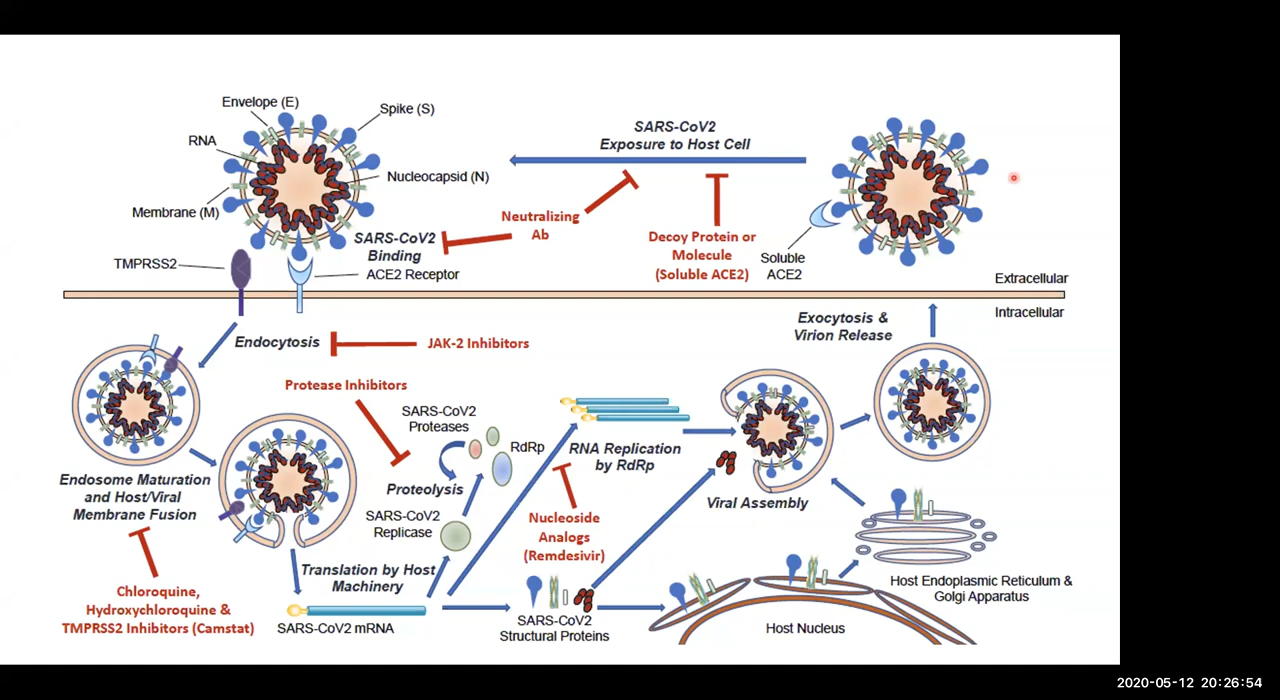 Envelope (E)
Spike (S)
RNA
Nucleocapsid (N)
Membrane (M)
SARS-CoV2
Binding
TMPRSS2
ACE2 Receptor
SARS-CoV2
Exposure to Host Cell
Neutralizing
Ab
Decoy Protein or
Molecule
(Soluble ACE2)
Soluble
ACE2
Extracellular
Intracellular
Endocytosis
JAK-2 Inhibitors
Exocytosis &
Virion Release
Protease Inhibitors
SARS-CoV2
Proteases
RdRp
Proteolysis
RNA Replication
by RdRp
Endosome Maturation
and Host/Viral
Membrane Fusion
SARS-CoV2
Replicase
Nucleoside
Analogs
(Remdesivir)
Viral Assembly
Translation by Host
Machinery
Chloroquine,
Hydroxychloroquine &
TMPRSS2 Inhibitors (Camstat)
SARS-CoV2 mRNA
SARS-CoV2
Structural Proteins
Host Endoplasmic Reticulum &
Golgi Apparatus
Host Nucleus
2020-05-12 20:26:54